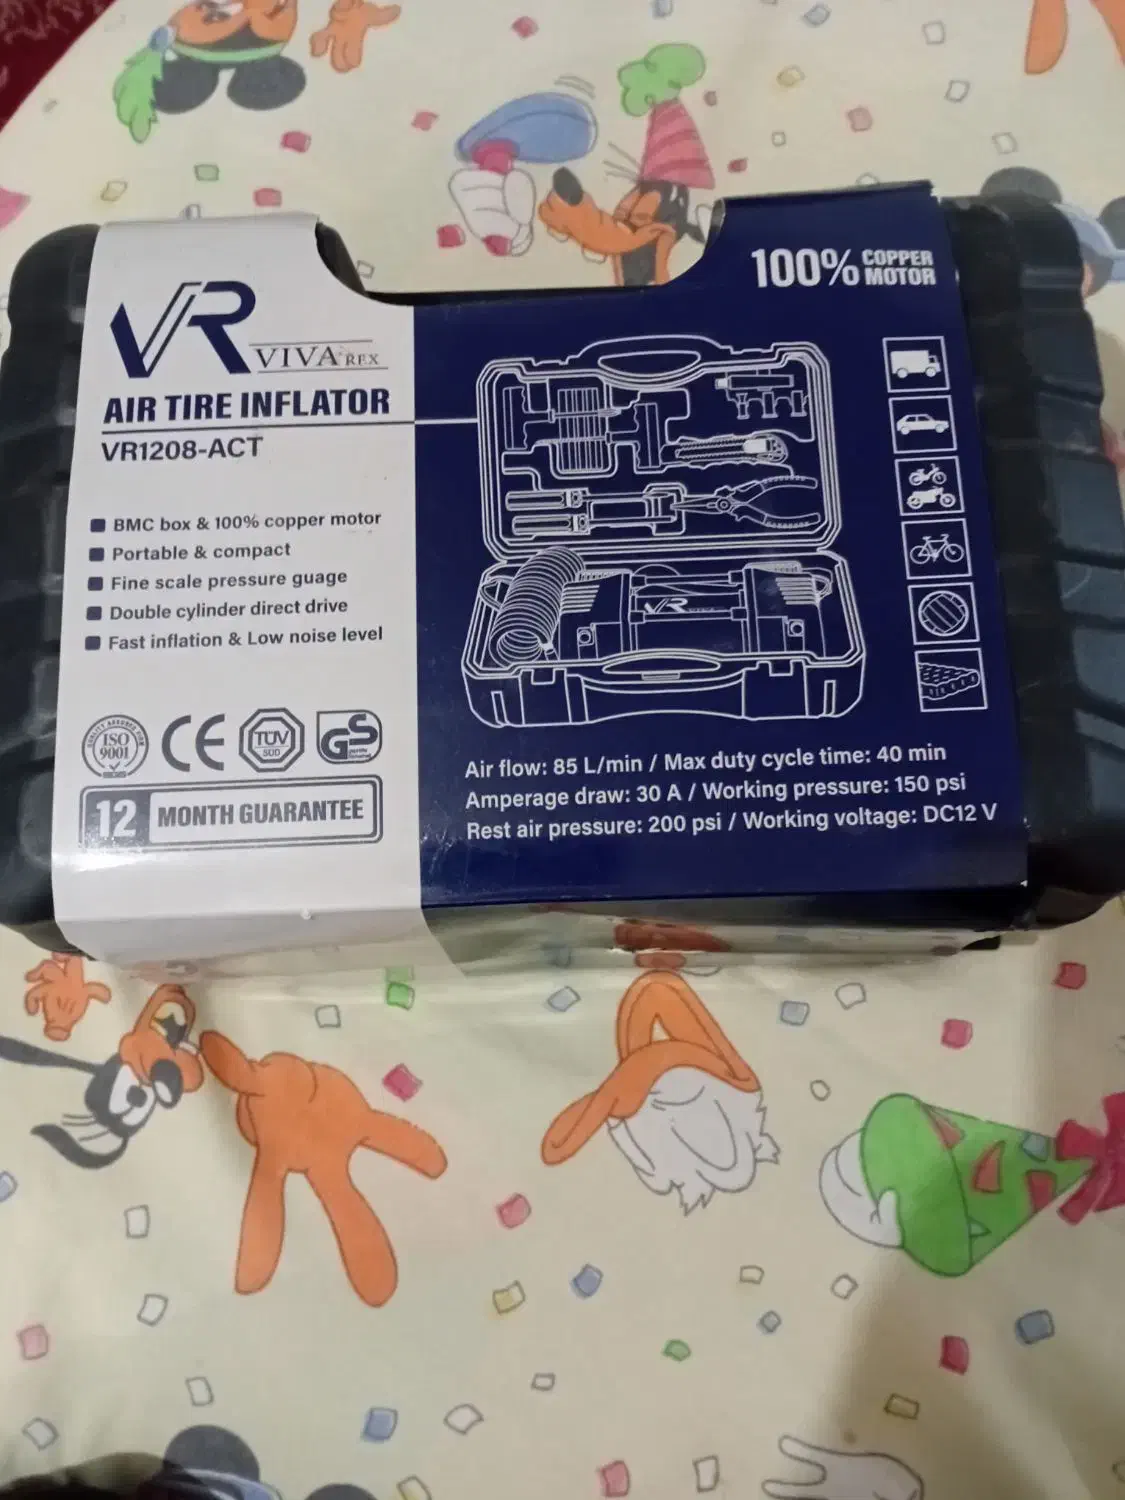 100% COPPER
MOTOR
VR
VIVA REX
AIR TIRE INFLATOR
VR1208-ACT
BMC box & 100% copper motor
Portable & compact
Fine scale pressure guage
Double cylinder direct drive
Fast inflation & Low noise level
ISO
9001
CE
TÜV
SÜD
GS
12 MONTH GUARANTEE
VR
Air flow: 85 L/min / Max duty cycle time: 40 min
Amperage draw: 30 A / Working pressure: 150 psi
Rest air pressure: 200 psi / Working voltage: DC12 V